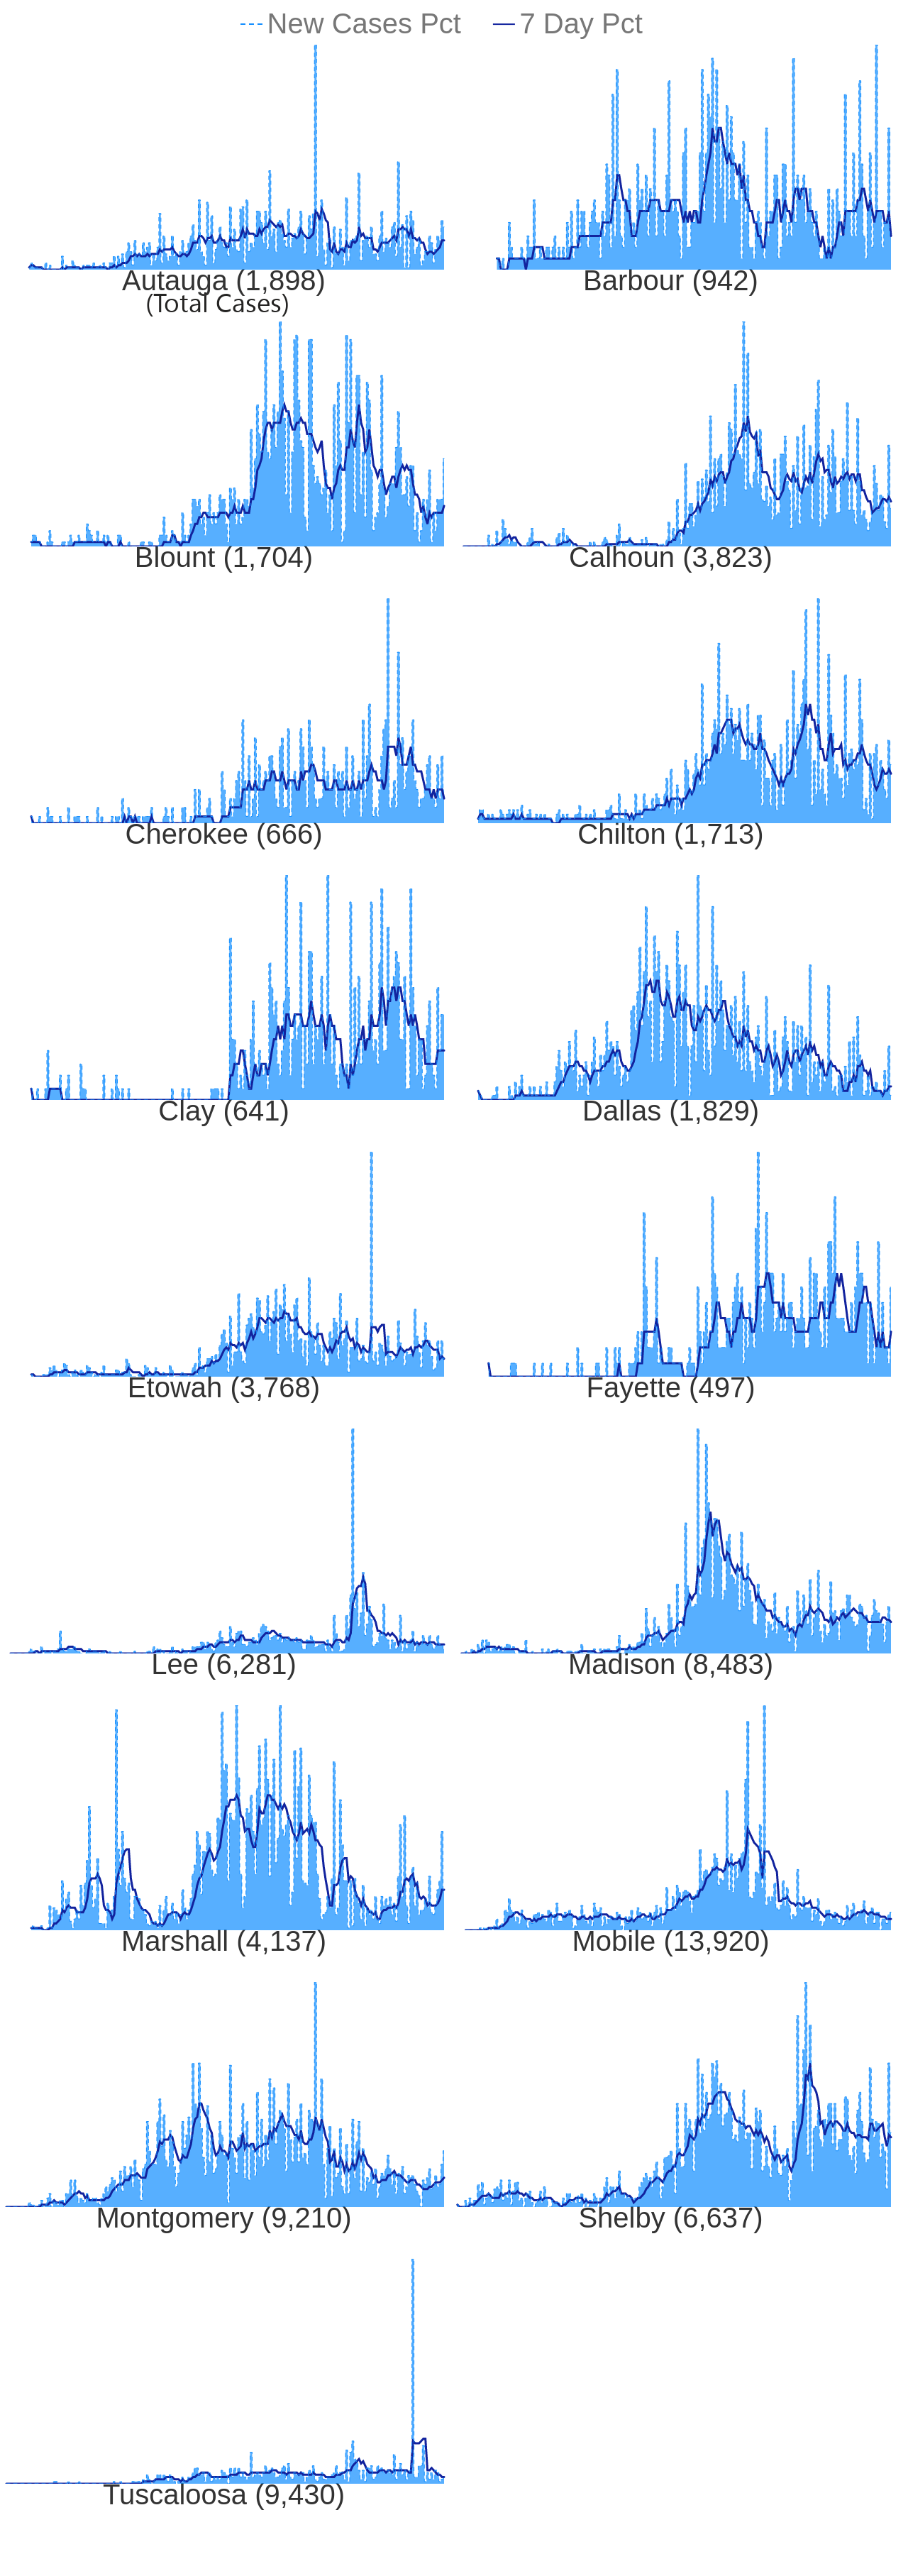 New Cases Pct 7 Day Pct
Autauga (1,898) Barbour (942)
(Total Cases)
Blount (1,704) Calhoun (3,823)
Cherokee (666) Chilton (1,713)
Clay (641) Dallas (1,829)
Etowah (3,768) Fayette (497)
Lee (6,281) Madison (8,483)
Marshall (4,137) Mobile (13,920)
Montgomery (9,210) Shelby (6,637)
Tuscaloosa (9,430)